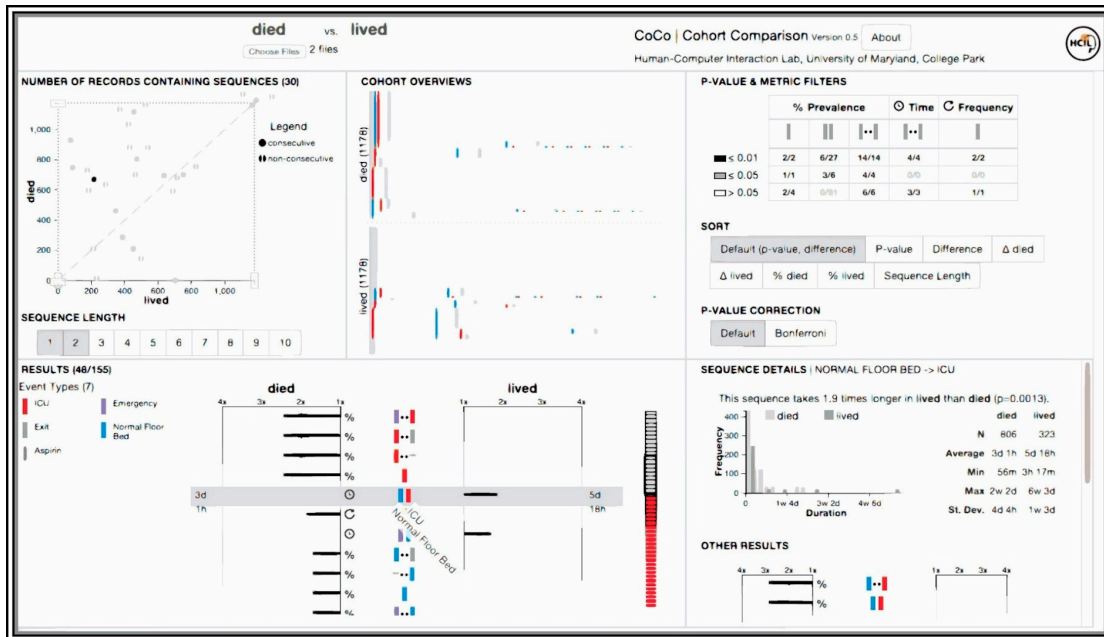 died vs. lived
Choose Files 2 files
CoCo | Cohort Comparison Version 0.5 About
Human-Computer Interaction Lab, University of Maryland, College Park
HCIL
NUMBER OF RECORDS CONTAINING SEQUENCES (30)
1,000
800
600
400
200
0
died
0 200 400 600 800 1,000
lived
Legend
consecutive
non-consecutive
SEQUENCE LENGTH
1 2 3 4 5 6 7 8 9 10
COHORT OVERVIEWS
died (1178)
lived (1178)
P-VALUE & METRIC FILTERS
% Prevalence Time Frequency
≤ 0.01 2/2 6/27 14/14 4/4 2/2
≤ 0.05 1/1 3/6 4/4 0/0 0/0
> 0.05 2/4 6/6 3/3 1/1
SORT
Default (p-value, difference) P-value Difference Δ died
Δ lived % died % lived Sequence Length
P-VALUE CORRECTION
Default Bonferroni
RESULTS (48/155)
Event Types (7)
ICU Emergency
Exit Normal Floor
Bed
Aspirin
died lived
4x 3x 2x 1x 1x 2x 3x 4x
%
%
%
%
3d 5d
1h 18h
ICU
Normal Floor Bed
%
%
%
%
SEQUENCE DETAILS | NORMAL FLOOR BED -> ICU
This sequence takes 1.9 times longer in lived than died (p=0.0013).
400
300
200
100
0
Frequency
died lived
0 1w 4d 2w 4d 4w 6d
Duration
died lived
N 806 323
Average 3d 1h 5d 18h
Min 56m 3h 17m
Max 2w 2d 6w 3d
St. Dev. 4d 4h 1w 3d
OTHER RESULTS
4x 3x 2x 1x 1x 2x 3x 4x
%
%